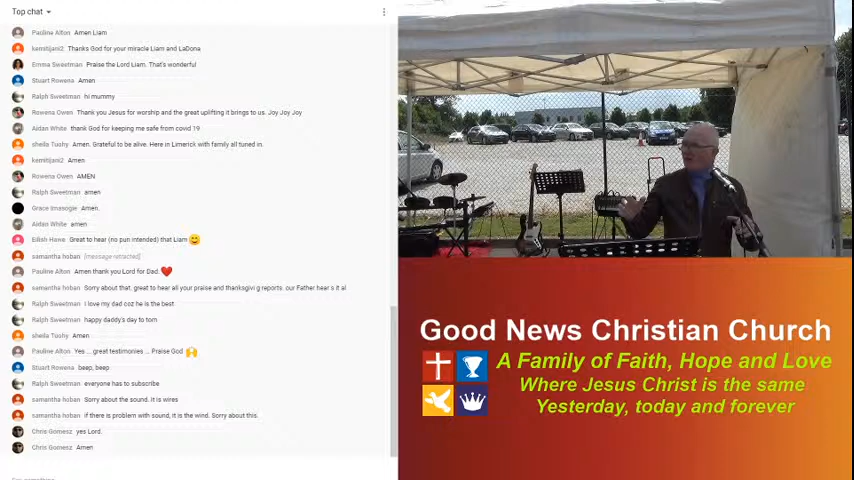 Top chat
Pauline Alton Amen Liam
kemitijani2 Thanks God for your miracle Liam and LaDona
Emma Sweetman Praise the Lord Liam. That's wonderful!
Stuart Rowena Amen
Ralph Sweetman hi mummy
Rowena Owen Thank you Jesus for worship and the great uplifting it brings to us. Joy Joy Joy
Aidan White thank God for keeping me safe from covid 19
sheila Tushy Amen. Grateful to be alive. Here in Limerick with family all tuned in.
kemitijani2 Amen
Rowena Owen AMEN
Ralph Sweetman amen
Grace Imasogie Amen.
Aidan White amen
Eilish Howe Great to hear (no pun intended) that Liam 😊
samantha hoban [message retracted]
Pauline Alton Amen thank you Lord for Dad. ❤️
samantha hoban Sorry about that. great to hear all your praise and thanksgivig reports. our Father hear s it al
Ralph Sweetman i love my dad coz he is the best
Ralph Sweetman happy daddy's day to tom
sheila Tushy Amen
Pauline Alton Yes ... great testimonies ... Praise God 🙌
Stuart Rowena beep, beep
Ralph Sweetman everyone has to subscribe
samantha hoban Sorry about the sound. It is wires
samantha hoban if there is problem with sound, it is the wind. Sorry about this.
Chris Gomesz yes Lord.
Chris Gomesz Amen
Good News Christian Church
A Family of Faith, Hope and Love
Where Jesus Christ is the same
Yesterday, today and forever